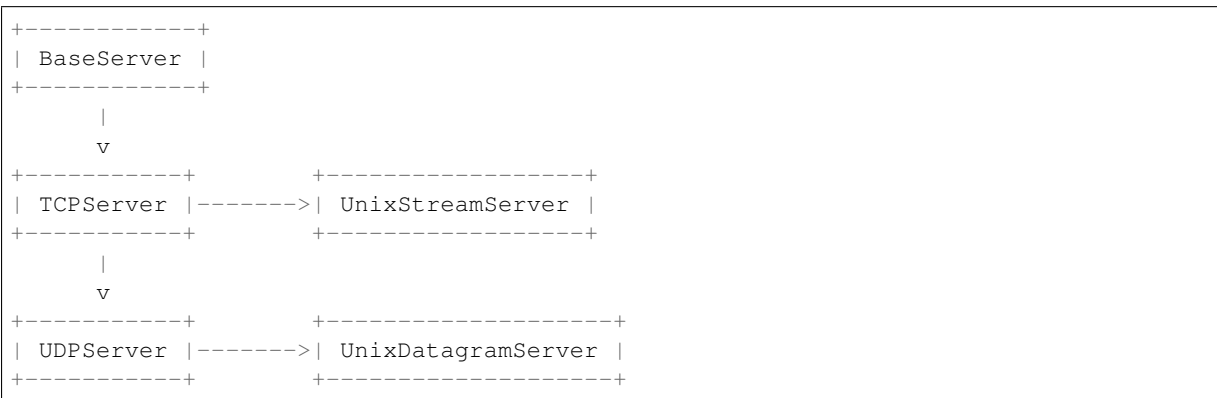 +------------+
| BaseServer |
+------------+
      |
      v
+-----------+        +------------------+
| TCPServer |------->| UnixStreamServer |
+-----------+        +------------------+
      |
      v
+-----------+        +--------------------+
| UDPServer |------->| UnixDatagramServer |
+-----------+        +--------------------+